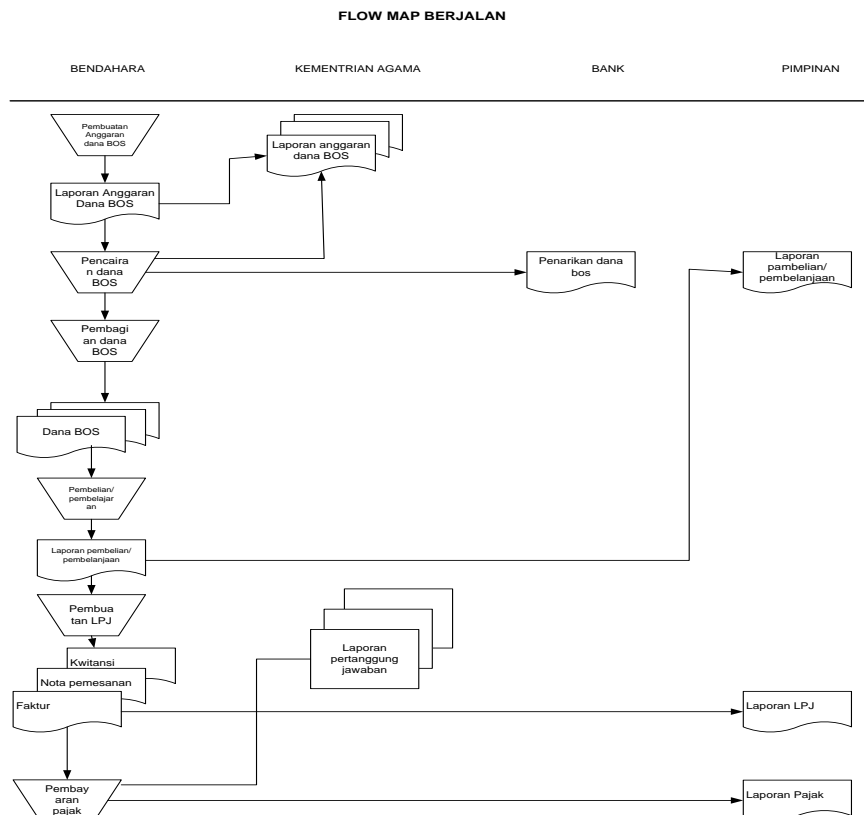 FLOW MAP BERJALAN
BENDAHARA
KEMENTRIAN AGAMA
BANK
PIMPINAN
Pembuatan
Anggaran
dana BOS
Laporan anggaran
dana BOS
Laporan Anggaran
Dana BOS
Pencaira
n dana
BOS
Penarikan dana
bos
Laporan
pambelian/
pembelanjaan
Pembagi
an dana
BOS
Dana BOS
Pembelian/
pembelajar
an
Laporan pembelian/
pembelanjaan
Pembua
tan LPJ
Laporan
pertanggung
jawaban
Kwitansi
Nota pemesanan
Faktur
Laporan LPJ
Pembay
aran
pajak
Laporan Pajak